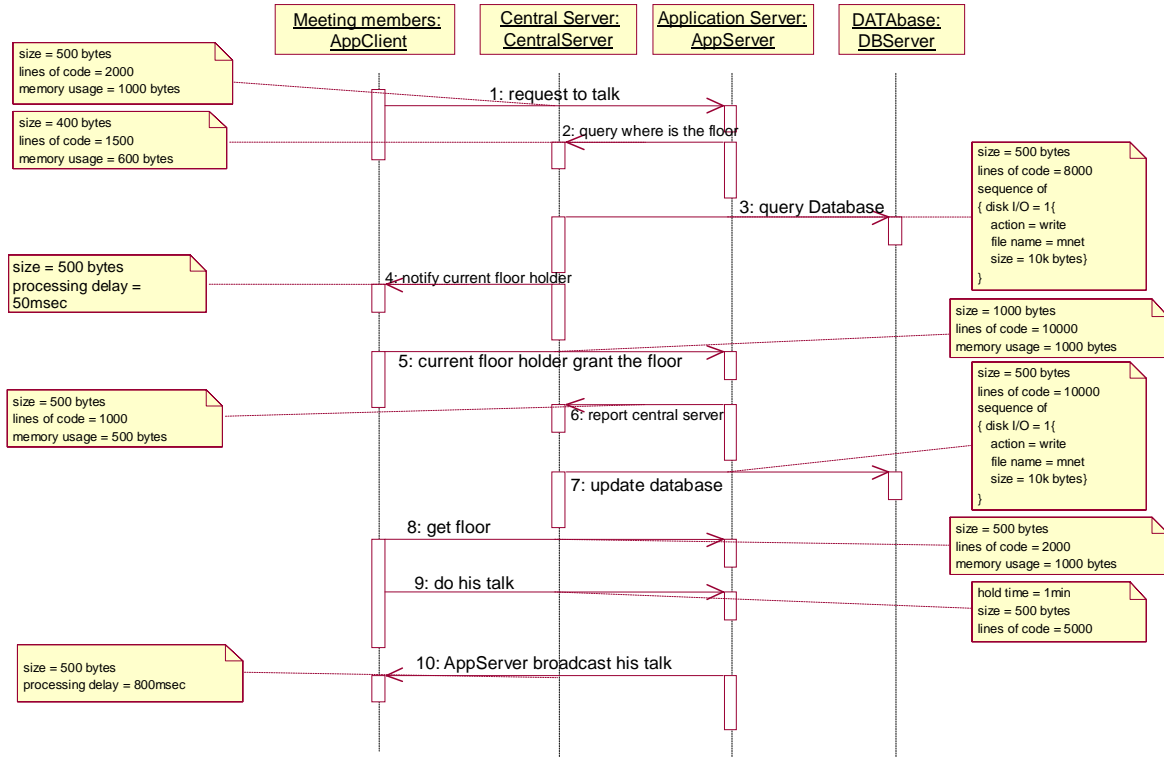 Meeting members:
AppClient
Central Server:
CentralServer
Application Server:
AppServer
DATAbase:
DBServer
size = 500 bytes
lines of code = 2000
memory usage = 1000 bytes
1: request to talk
size = 400 bytes
lines of code = 1500
memory usage = 600 bytes
2: query where is the floor
size = 500 bytes
lines of code = 8000
sequence of
{ disk I/O = 1{
action = write
file name = mnet
size = 10k bytes}
}
3: query Database
size = 500 bytes
processing delay =
50msec
4: notify current floor holder
size = 1000 bytes
lines of code = 10000
memory usage = 1000 bytes
5: current floor holder grant the floor
size = 500 bytes
lines of code = 1000
memory usage = 500 bytes
6: report central server
size = 500 bytes
lines of code = 10000
sequence of
{ disk I/O = 1{
action = write
file name = mnet
size = 10k bytes}
}
7: update database
8: get floor
size = 500 bytes
lines of code = 2000
memory usage = 1000 bytes
9: do his talk
hold time = 1min
size = 500 bytes
lines of code = 5000
size = 500 bytes
processing delay = 800msec
10: AppServer broadcast his talk